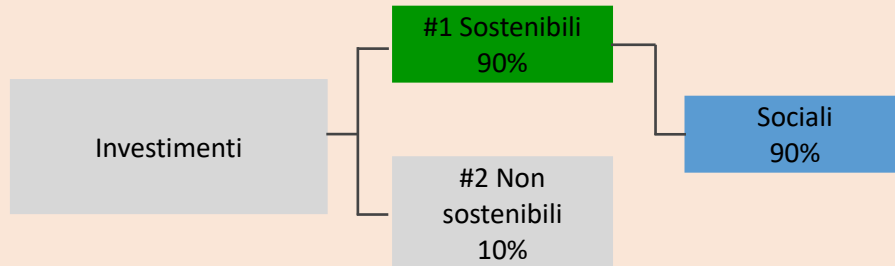 Investimenti
#1 Sostenibili
90%
#2 Non
sostenibili
10%
Sociali
90%